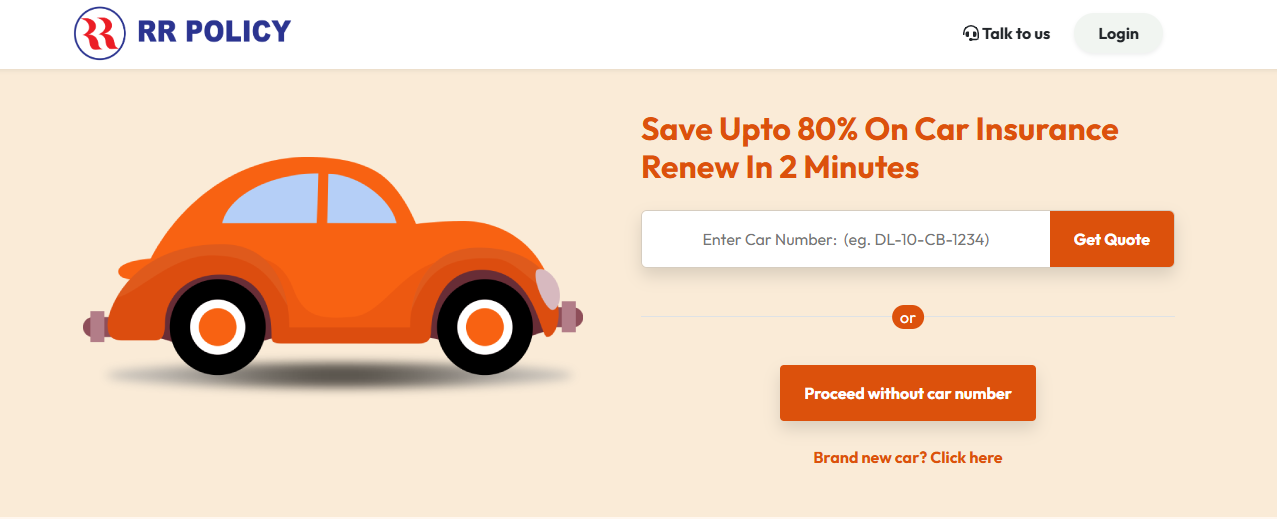 RR POLICY
Talk to us
Login
Save Upto 80% On Car Insurance
Renew In 2 Minutes
Enter Car Number: (eg. DL-10-CB-1234)
Get Quote
or
Proceed without car number
Brand new car? Click here